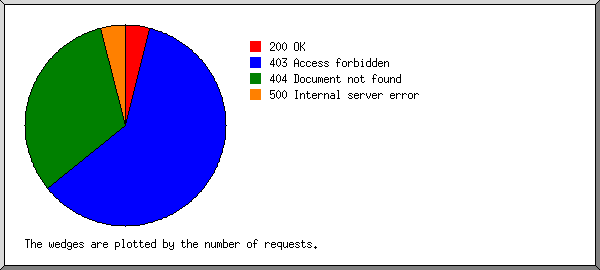 200 OK
403 Access forbidden
404 Document not found
500 Internal server error
The wedges are plotted by the number of requests.